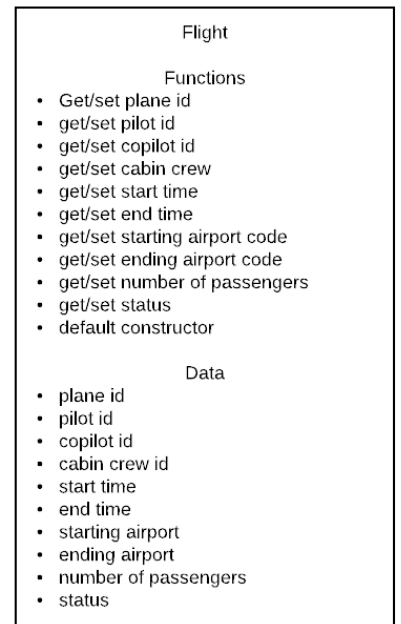 Flight
Functions
• Get/set plane id
• get/set pilot id
• get/set copilot id
• get/set cabin crew
• get/set start time
• get/set end time
• get/set starting airport code
• get/set ending airport code
• get/set number of passengers
• get/set status
• default constructor
Data
• plane id
• pilot id
• copilot id
• cabin crew id
• start time
• end time
• starting airport
• ending airport
• number of passengers
• status